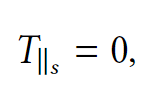 T_{∥_s} = 0,